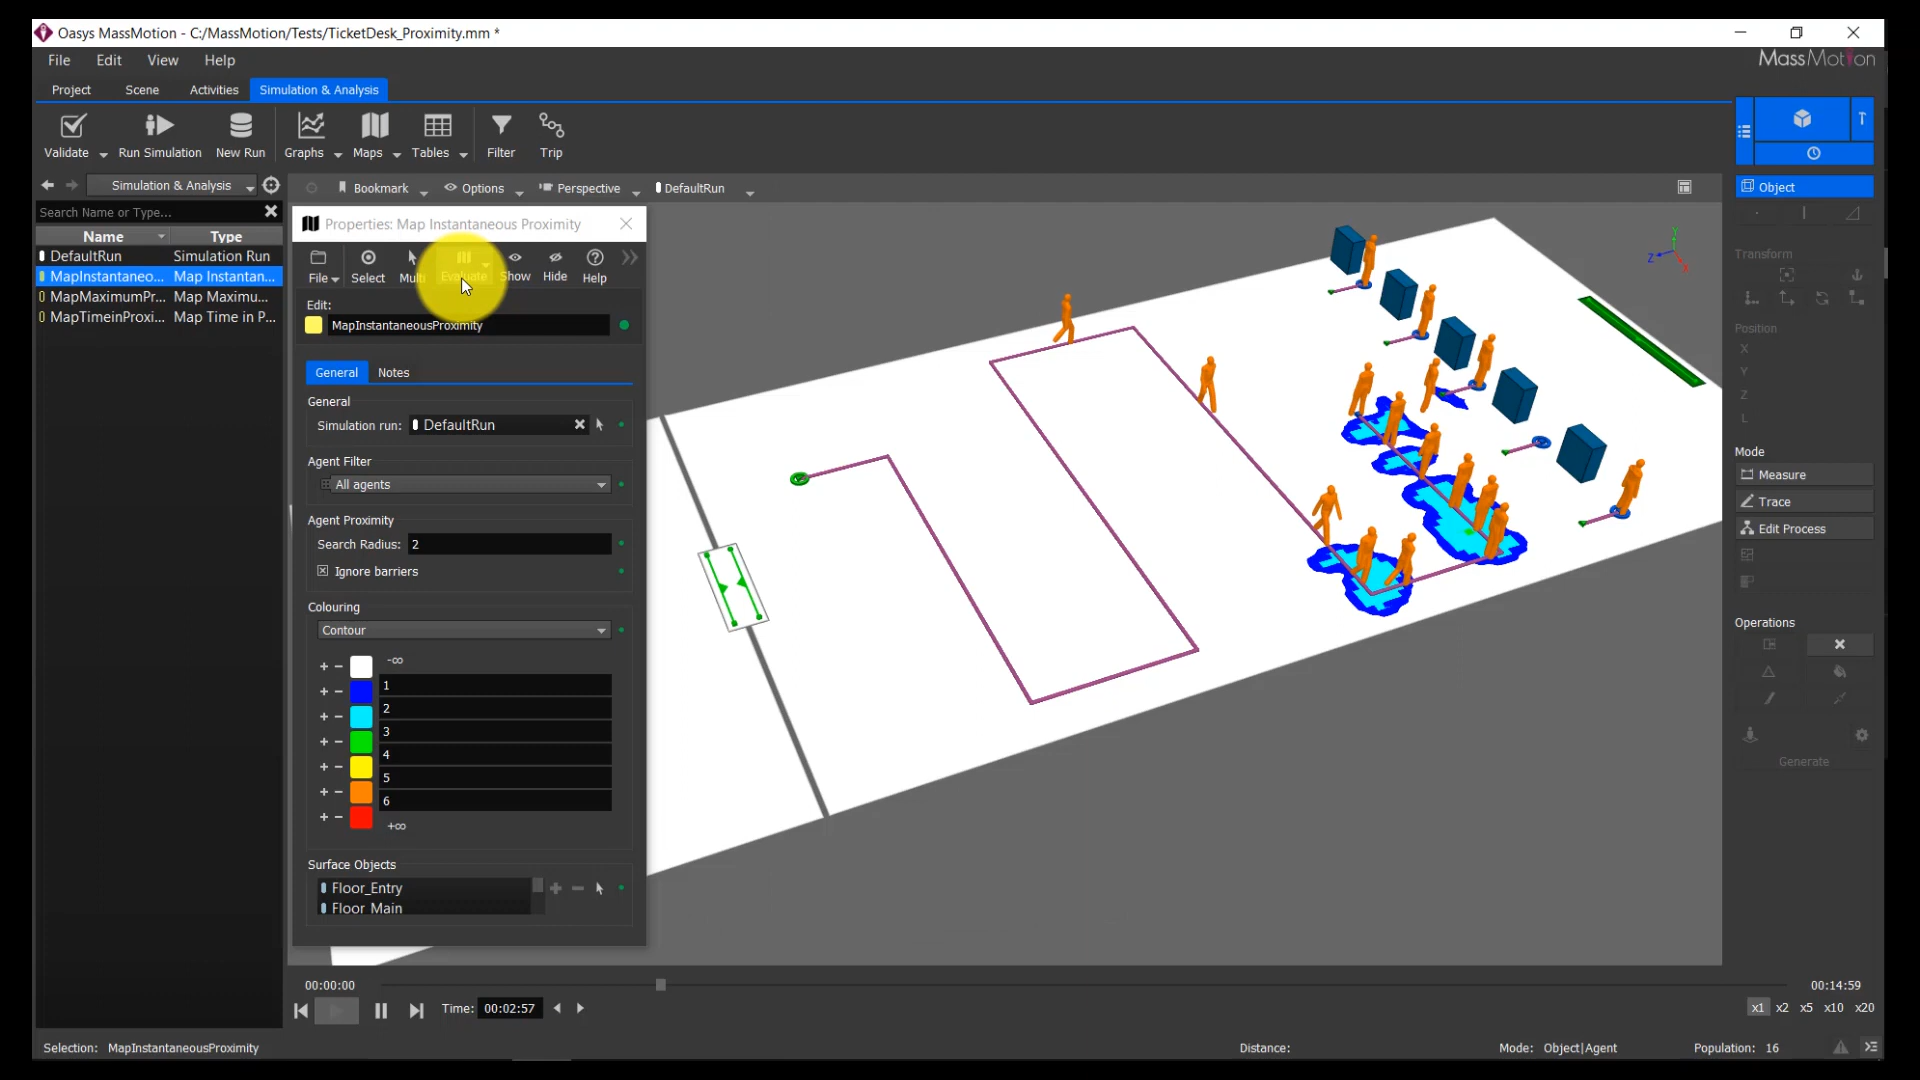 Oasys MassMotion - C:/MassMotion/Tests/TicketDesk_Proximity.mm *
File Edit View Help
MassMotion
Project Scene Activities Simulation & Analysis
Validate Run Simulation New Run Graphs Maps Tables Filter Trip
Simulation & Analysis
Bookmark Options Perspective DefaultRun
Object
Search Name or Type...
Name Type
DefaultRun Simulation Run
MapInstantaneo... Map Instantan...
MapMaximumPr... Map Maximu...
MapTimeinProxi... Map Time in P...
Properties: Map Instantaneous Proximity
File Select Multi Evaluate Show Hide Help
Edit:
MapInstantaneousProximity
General Notes
General
Simulation run: DefaultRun
Agent Filter
All agents
Agent Proximity
Search Radius: 2
Ignore barriers
Colouring
Contour
-∞
1
2
3
4
5
6
+∞
Surface Objects
Floor_Entry
Floor Main
Y
Z
X
Transform
Position
X
Y
Z
L
Mode
Measure
Trace
Edit Process
Operations
Generate
00:00:00 00:14:59
Time: 00:02:57
x1 x2 x5 x10 x20
Selection: MapInstantaneousProximity
Distance:
Mode: Object|Agent
Population: 16